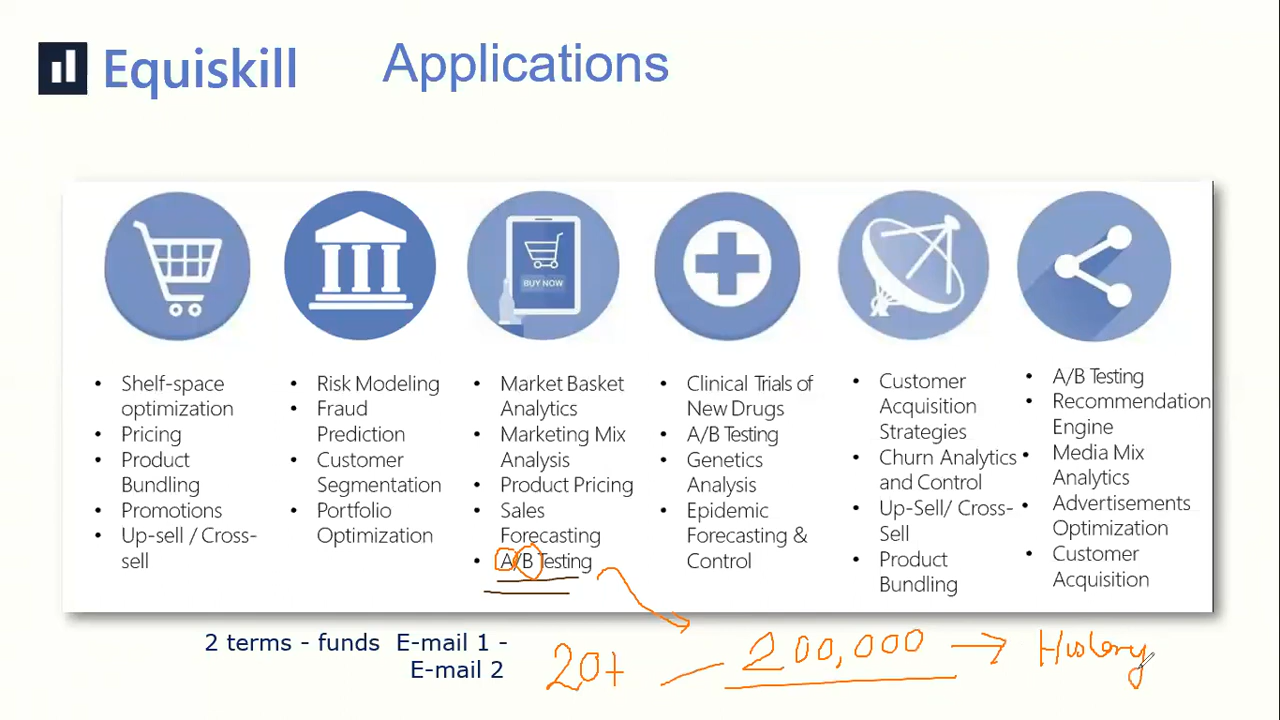 Equiskill
Applications
BUY NOW
• Shelf-space
optimization
• Pricing
• Product
Bundling
• Promotions
• Up-sell / Cross-
sell
• Risk Modeling
• Fraud
Prediction
• Customer
Segmentation
• Portfolio
Optimization
• Market Basket
Analytics
• Marketing Mix
Analysis
• Product Pricing
• Sales
Forecasting
• A/B Testing
• Clinical Trials of
New Drugs
• A/B Testing
• Genetics
Analysis
• Epidemic
Forecasting &
Control
• Customer
Acquisition
Strategies
• Churn Analytics
and Control
• Up-Sell/ Cross-
Sell
• Product
Bundling
• A/B Testing
• Recommendation
Engine
• Media Mix
Analytics
• Advertisements
Optimization
• Customer
Acquisition
2 terms - funds E-mail 1 -
E-mail 2
20+ — 200,000 → History